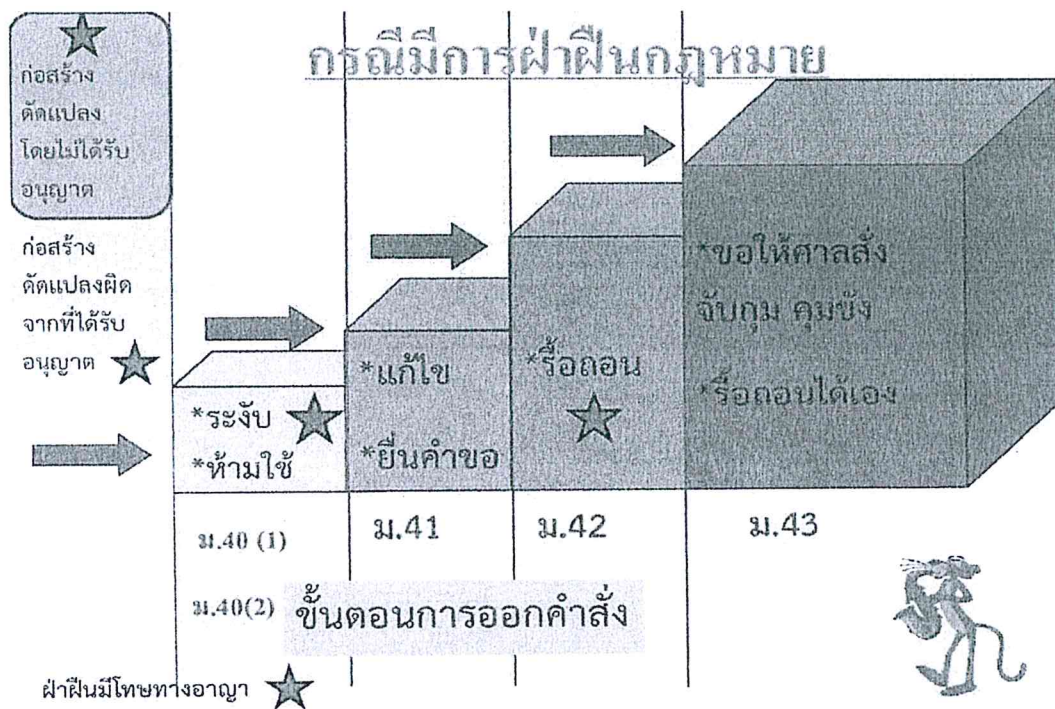 กรณีมีการฝ่าฝืนกฎหมาย
ก่อสร้าง
ดัดแปลง
โดยไม่ได้รับ
อนุญาต
ก่อสร้าง
ดัดแปลงผิด
จากที่ได้รับ
อนุญาต
*ระงับ
*ห้ามใช้
*แก้ไข
*ยื่นคำขอ
*รื้อถอน
*ขอให้ศาลสั่ง
จับกุม คุมขัง
*รื้อถอนได้เอง
ม.40 (1)
ม.41
ม.42
ม.43
ม.40(2)
ขั้นตอนการออกคำสั่ง
ฝ่าฝืนมีโทษทางอาญา